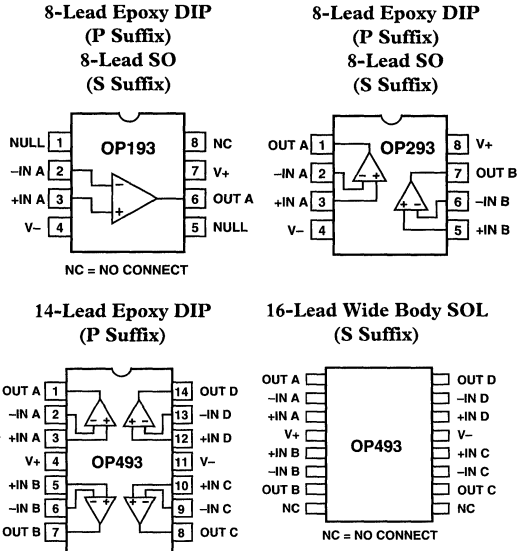 8-Lead Epoxy DIP
(P Suffix)
8-Lead SO
(S Suffix)
NULL 1
–IN A 2
+IN A 3
V– 4
OP193
– +
8 NC
7 V+
6 OUT A
5 NULL
NC = NO CONNECT
8-Lead Epoxy DIP
(P Suffix)
8-Lead SO
(S Suffix)
OUT A 1
–IN A 2
+IN A 3
V– 4
OP293
– +
+ –
8 V+
7 OUT B
6 –IN B
5 +IN B
14-Lead Epoxy DIP
(P Suffix)
OUT A 1
–IN A 2
+IN A 3
V+ 4
+IN B 5
–IN B 6
OUT B 7
– +
+ –
OP493
+ –
– +
14 OUT D
13 –IN D
12 +IN D
11 V–
10 +IN C
9 –IN C
8 OUT C
16-Lead Wide Body SOL
(S Suffix)
OUT A
–IN A
+IN A
V+
+IN B
–IN B
OUT B
NC
OP493
OUT D
–IN D
+IN D
V–
+IN C
–IN C
OUT C
NC
NC = NO CONNECT